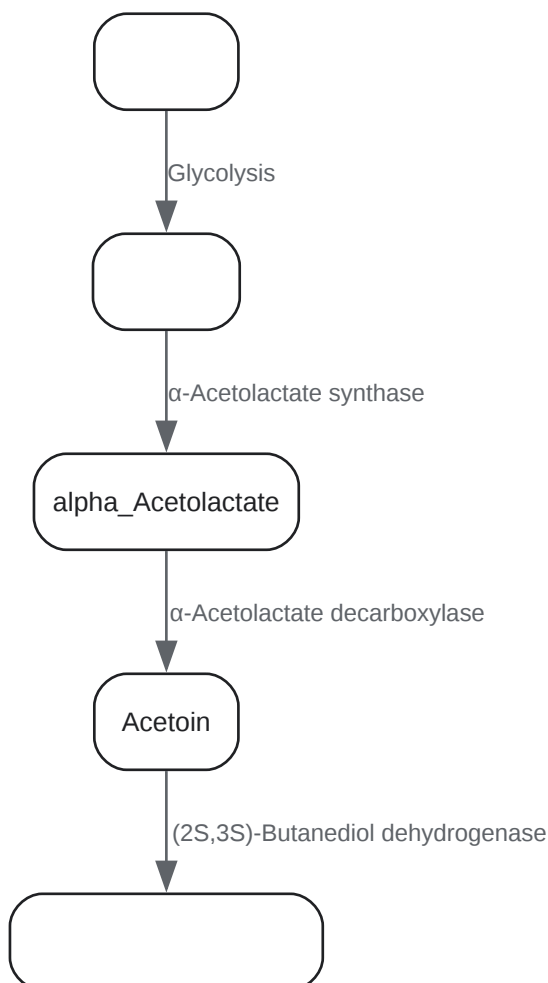 Glycolysis
α-Acetolactate synthase
alpha_Acetolactate
α-Acetolactate decarboxylase
Acetoin
(2S,3S)-Butanediol dehydrogenase